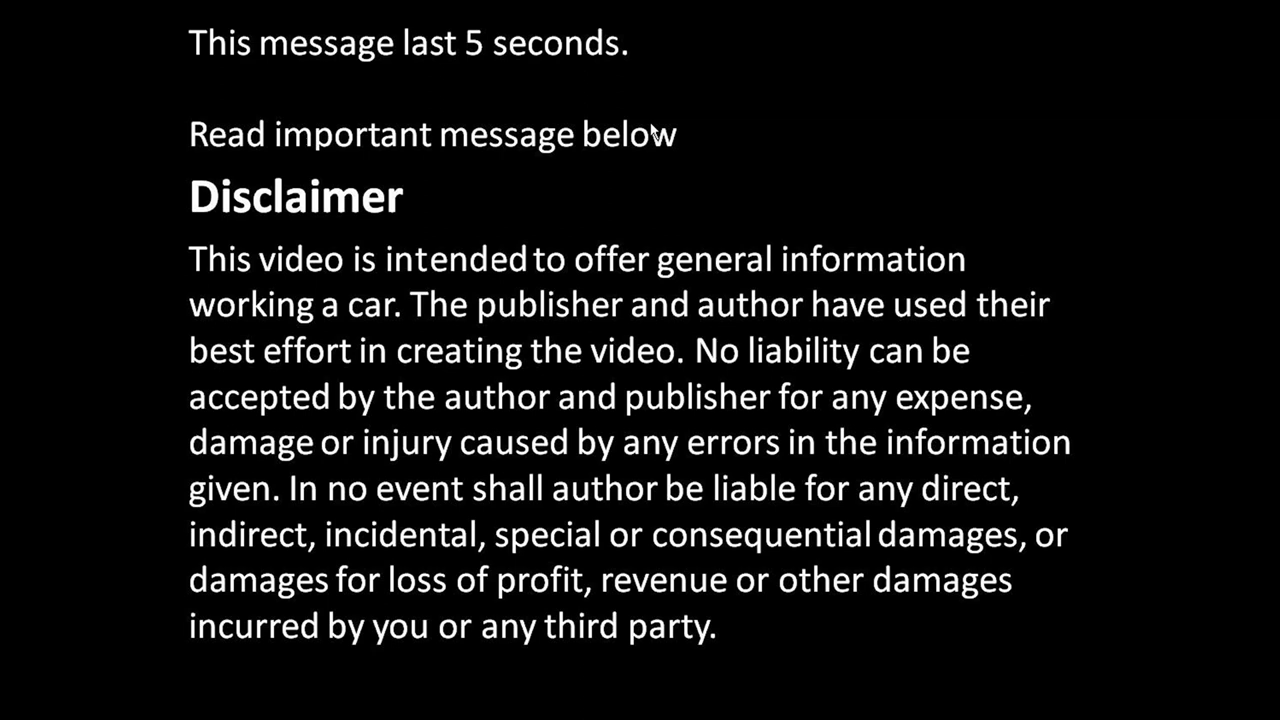 This message last 5 seconds.
Read important message below
Disclaimer
This video is intended to offer general information
working a car. The publisher and author have used their
best effort in creating the video. No liability can be
accepted by the author and publisher for any expense,
damage or injury caused by any errors in the information
given. In no event shall author be liable for any direct,
indirect, incidental, special or consequential damages, or
damages for loss of profit, revenue or other damages
incurred by you or any third party.